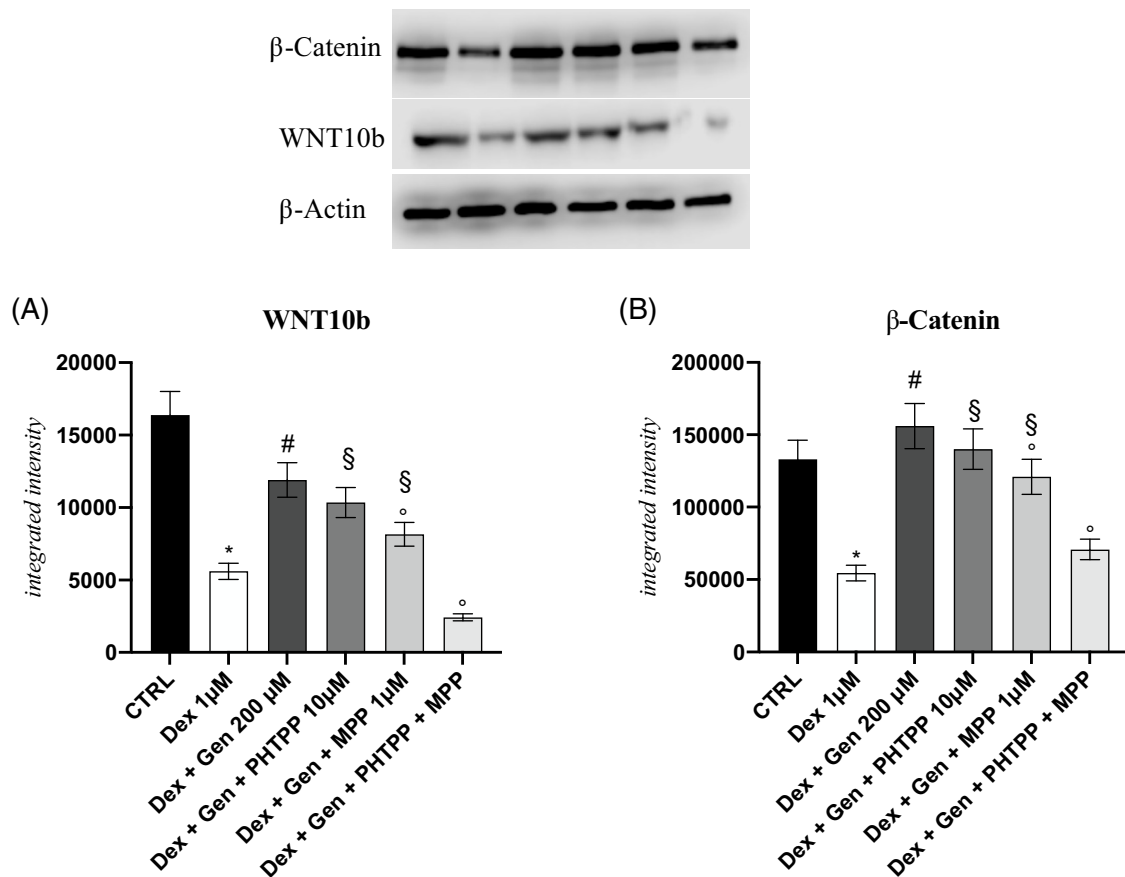 β-Catenin
WNT10b
β-Actin
(A)
WNT10b
integrated intensity
20000
15000
10000
5000
0
*
#
§
§
°
°
CTRL
Dex 1µM
Dex + Gen 200 µM
Dex + Gen + PHTPP 10µM
Dex + Gen + MPP 1µM
Dex + Gen + PHTPP + MPP
(B)
β-Catenin
integrated intensity
200000
150000
100000
50000
0
*
#
§
§
°
°
CTRL
Dex 1µM
Dex + Gen 200 µM
Dex + Gen + PHTPP 10µM
Dex + Gen + MPP 1µM
Dex + Gen + PHTPP + MPP